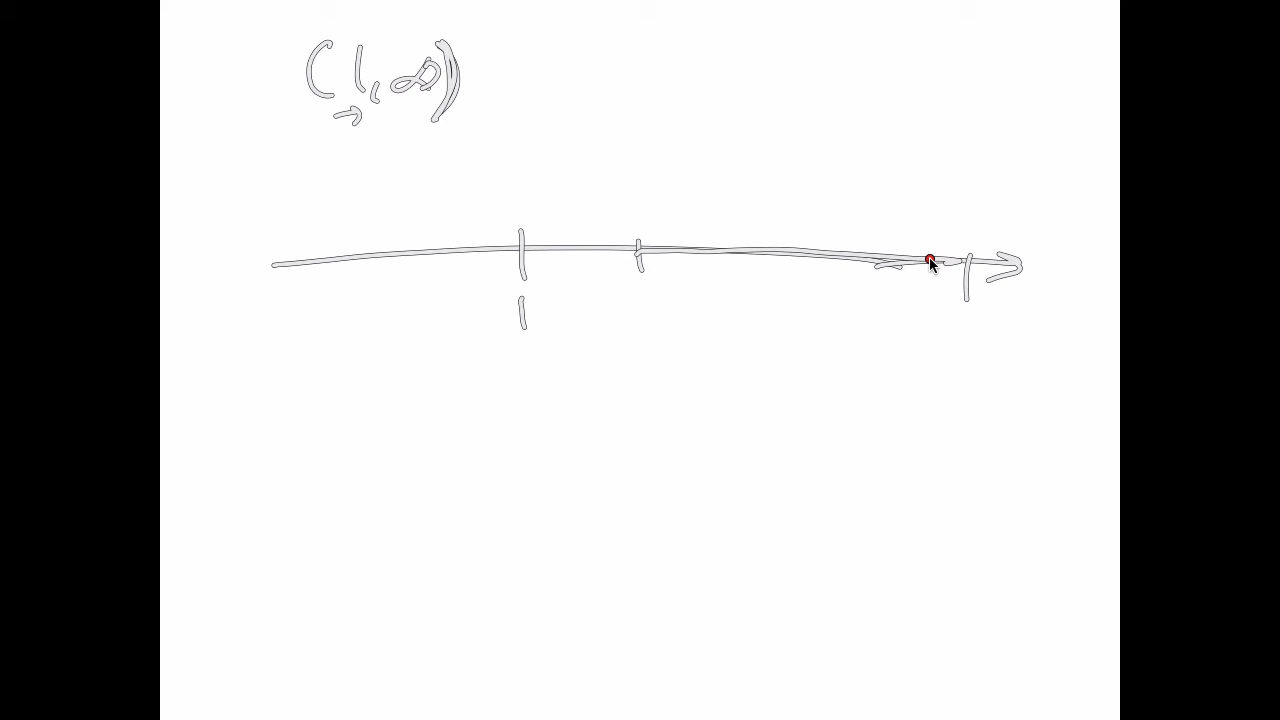 (1, ∞)
→
1